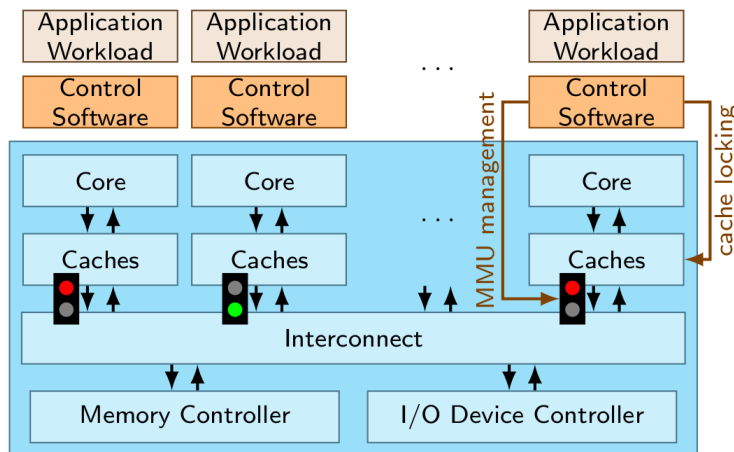 Application
Workload
Application
Workload
Application
Workload
. . .
Control
Software
Control
Software
Control
Software
MMU management
cache locking
Core
Core
Core
. . .
Caches
Caches
Caches
Interconnect
Memory Controller
I/O Device Controller